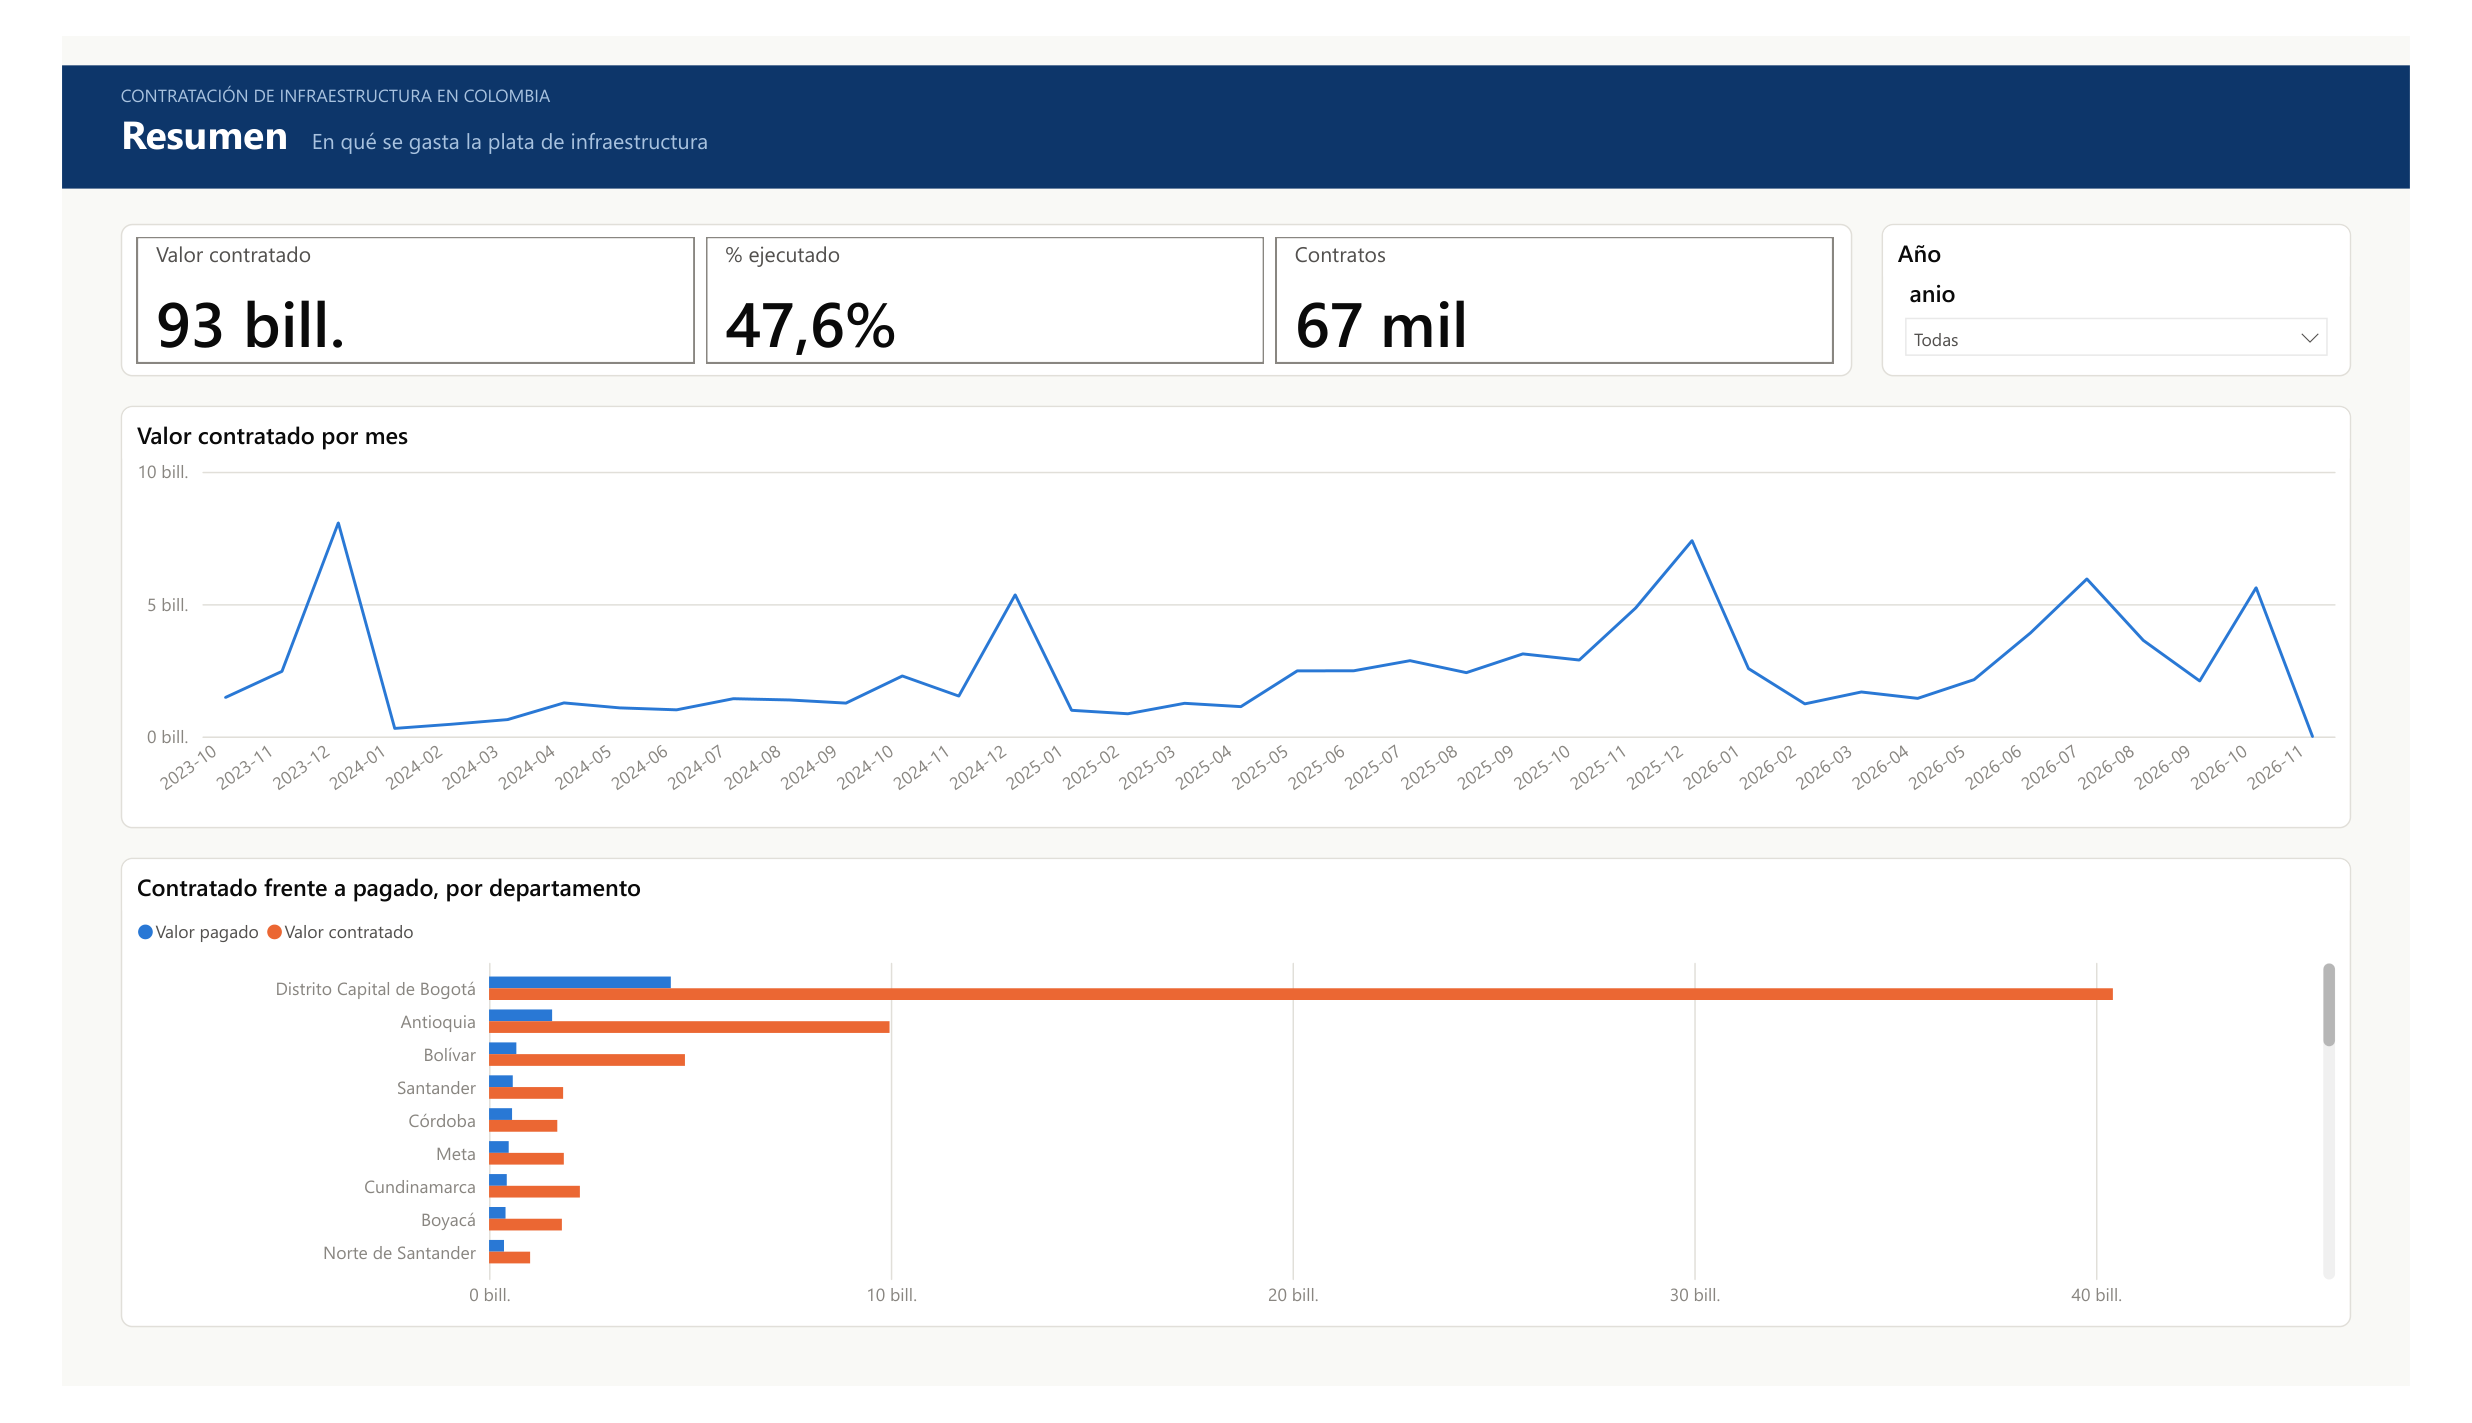 CONTRATACIÓN DE INFRAESTRUCTURA EN COLOMBIA
Resumen En qué se gasta la plata de infraestructura
Valor contratado
93 bill.
% ejecutado
47,6%
Contratos
67 mil
Año
anio
Todas
Valor contratado por mes
10 bill.
5 bill.
0 bill.
2023-10 2023-11 2023-12 2024-01 2024-02 2024-03 2024-04 2024-05 2024-06 2024-07 2024-08 2024-09 2024-10 2024-11 2024-12 2025-01 2025-02 2025-03 2025-04 2025-05 2025-06 2025-07 2025-08 2025-09 2025-10 2025-11 2025-12 2026-01 2026-02 2026-03 2026-04 2026-05 2026-06 2026-07 2026-08 2026-09 2026-10 2026-11
Contratado frente a pagado, por departamento
Valor pagado Valor contratado
Distrito Capital de Bogotá
Antioquia
Bolívar
Santander
Córdoba
Meta
Cundinamarca
Boyacá
Norte de Santander
0 bill. 10 bill. 20 bill. 30 bill. 40 bill.